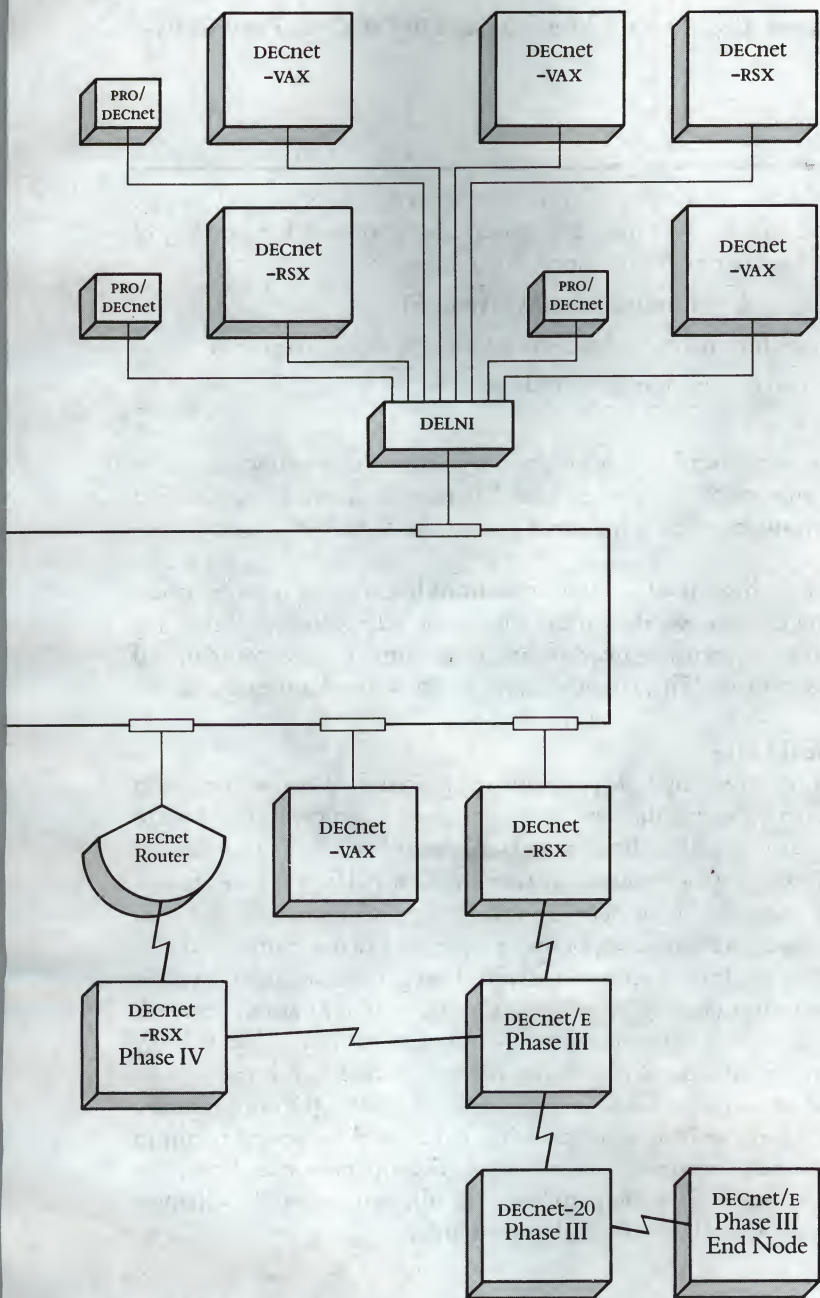 DECnet
-VAX
DECnet
-VAX
DECnet
-RSX
PRO/
DECnet
DECnet
-RSX
DECnet
-VAX
PRO/
DECnet
PRO/
DECnet
DELNI
DECnet
Router
DECnet
-VAX
DECnet
-RSX
DECnet
-RSX
Phase IV
DECnet/E
Phase III
DECnet-20
Phase III
DECnet/E
Phase III
End Node